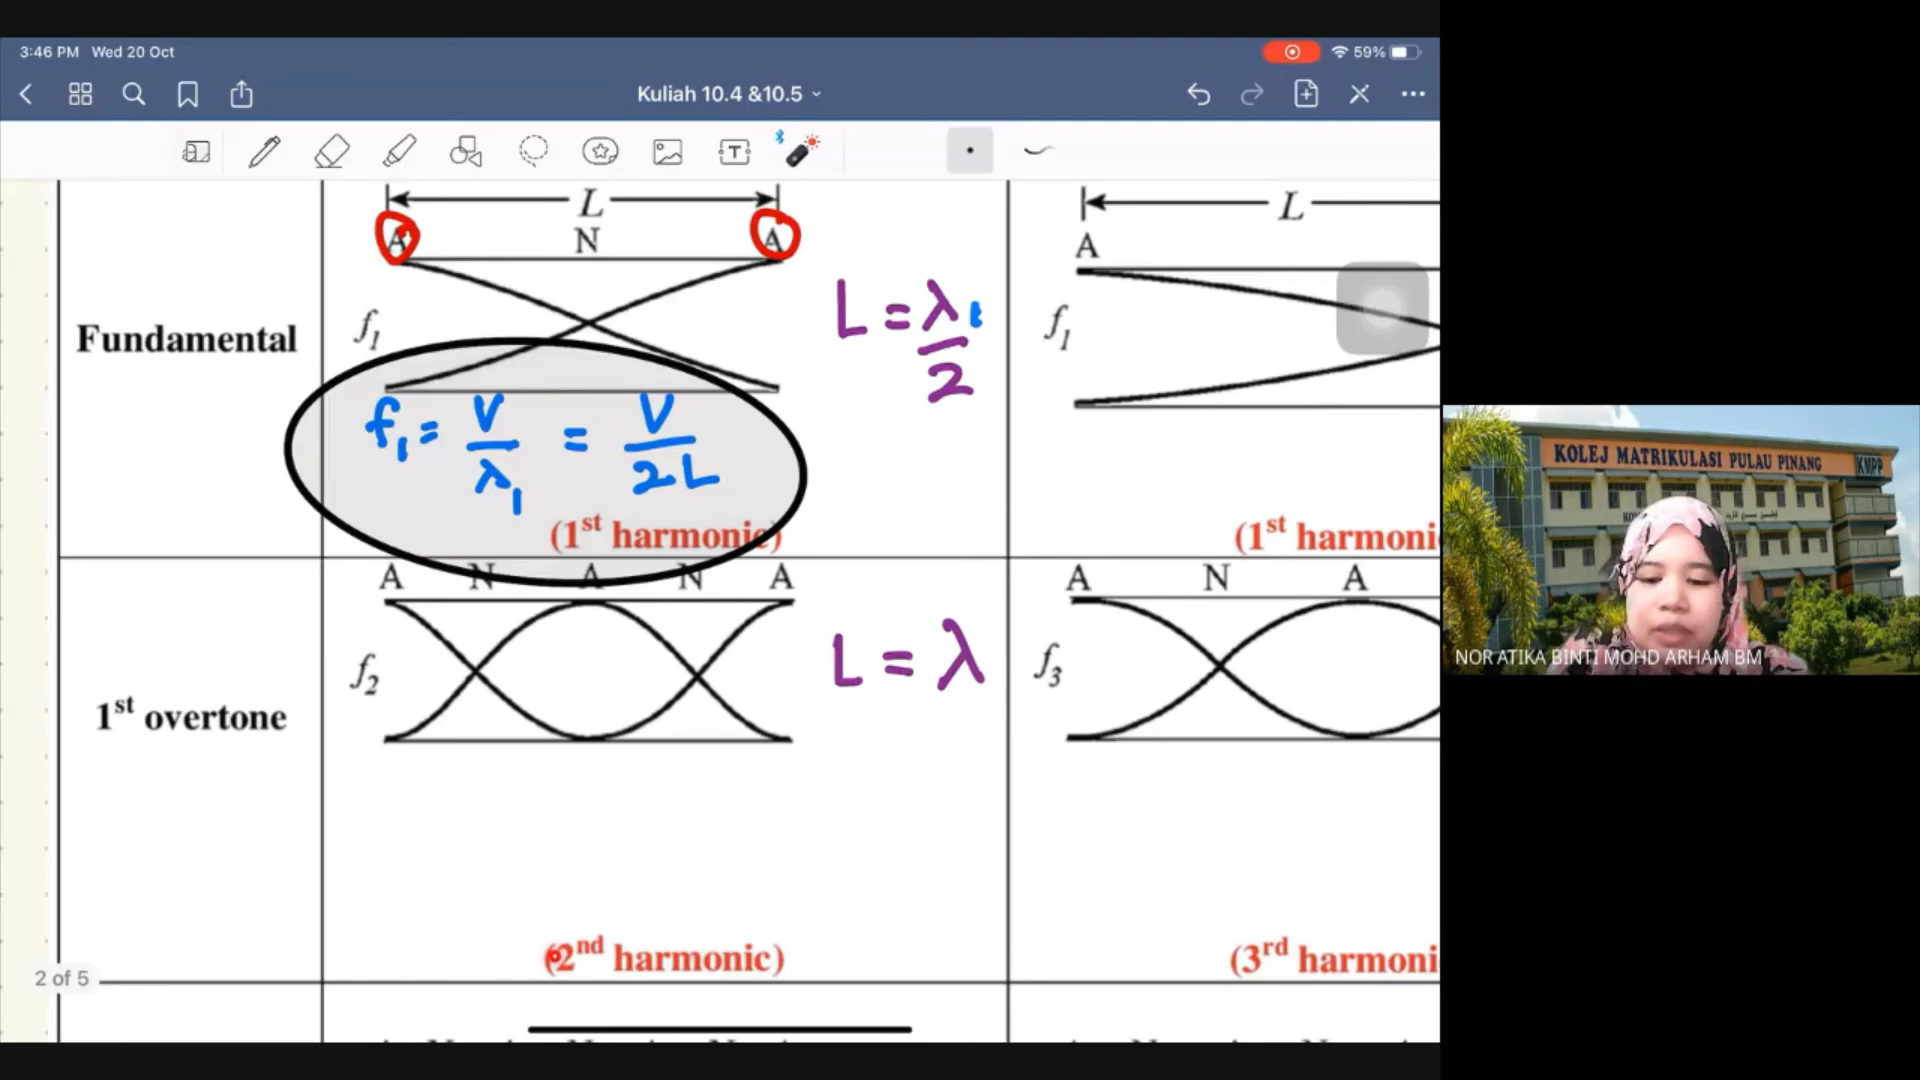 3:46 PM Wed 20 Oct
59%
Kuliah 10.4 &10.5
T
L
L
A N A
A
Fundamental
f1
L = λ1/2
f1
f1 = V/λ1 = V/2L
(1st harmonic)
(1st harmoni
KOLEJ MATRIKULASI PULAU PINANG KMPP
A N A N A
A N A
1st overtone
f2
L = λ
f3
NOR ATIKA BINTI MOHD ARHAM BM
(2nd harmonic)
(3rd harmoni
2 of 5